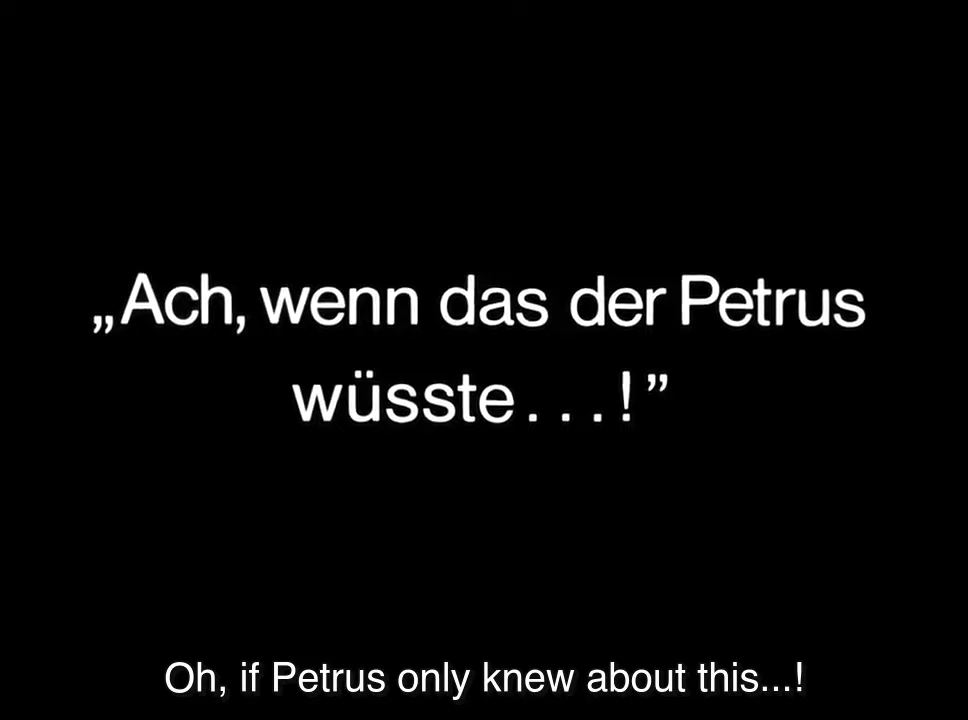 „Ach, wenn das der Petrus
wüsste...!”
Oh, if Petrus only knew about this...!